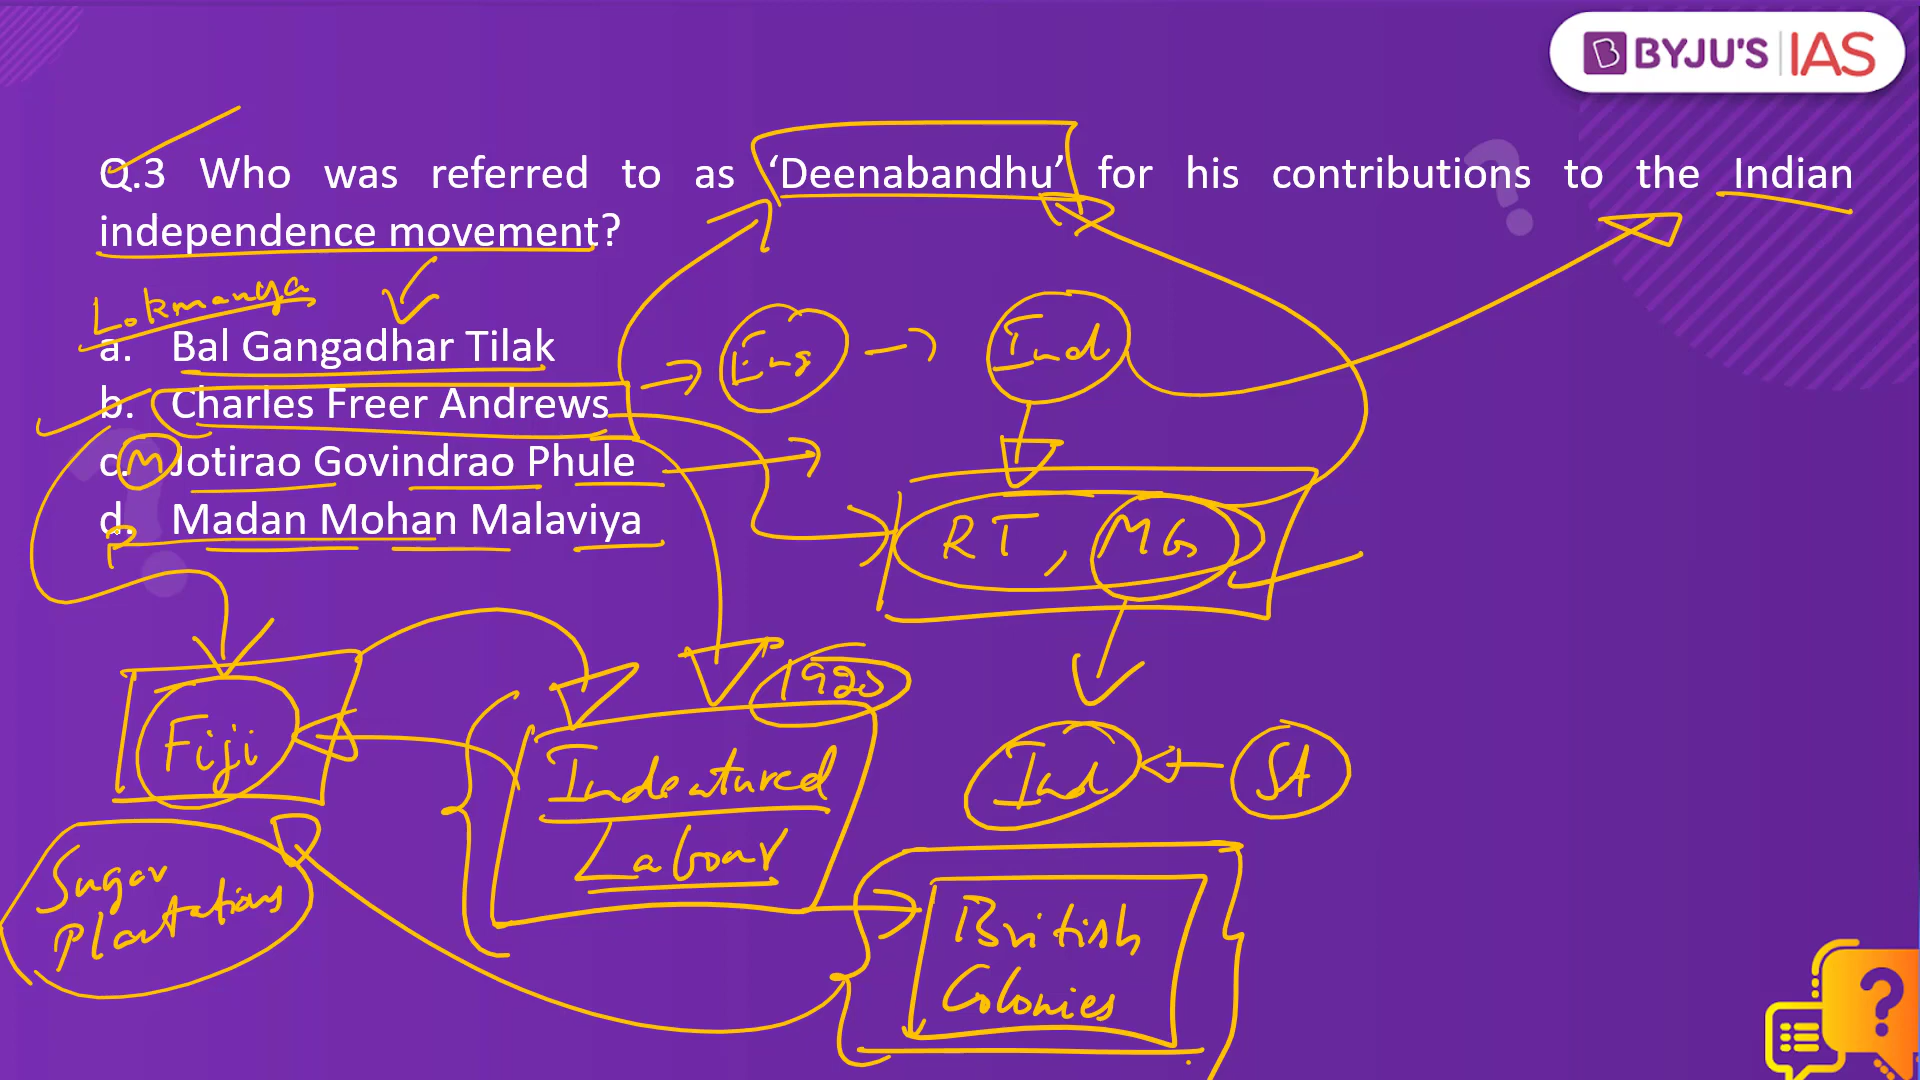 BYJU'S IAS
Q.3 Who was referred to as ‘Deenabandhu’ for his contributions to the Indian
independence movement?
Lokmanya
a. Bal Gangadhar Tilak
b. Charles Freer Andrews
c. M Jotirao Govindrao Phule
d. Madan Mohan Malaviya
P
Eng
Ind
RT, MG
1920
Fiji
Indentured
Labour
Ind
SA
Sugar
Plantations
British
Colonies
?